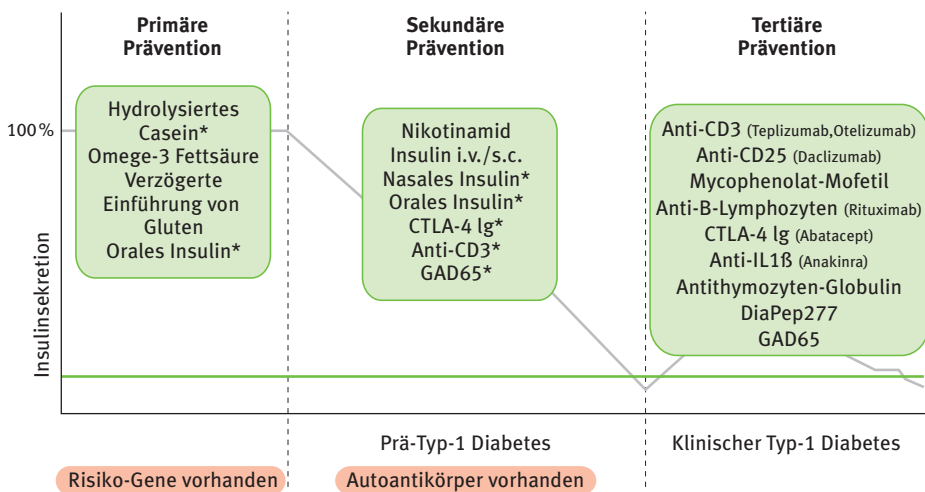 Primäre
Prävention
Sekundäre
Prävention
Tertiäre
Prävention
100%
Insulinsekretion
Hydrolysiertes
Casein*
Omege-3 Fettsäure
Verzögerte
Einführung von
Gluten
Orales Insulin*
Nikotinamid
Insulin i.v./s.c.
Nasales Insulin*
Orales Insulin*
CTLA-4 lg*
Anti-CD3*
GAD65*
Anti-CD3 (Teplizumab,Otelizumab)
Anti-CD25 (Daclizumab)
Mycophenolat-Mofetil
Anti-B-Lymphozyten (Rituximab)
CTLA-4 lg (Abatacept)
Anti-IL1ß (Anakinra)
Antithymozyten-Globulin
DiaPep277
GAD65
Prä-Typ-1 Diabetes
Klinischer Typ-1 Diabetes
Risiko-Gene vorhanden
Autoantikörper vorhanden